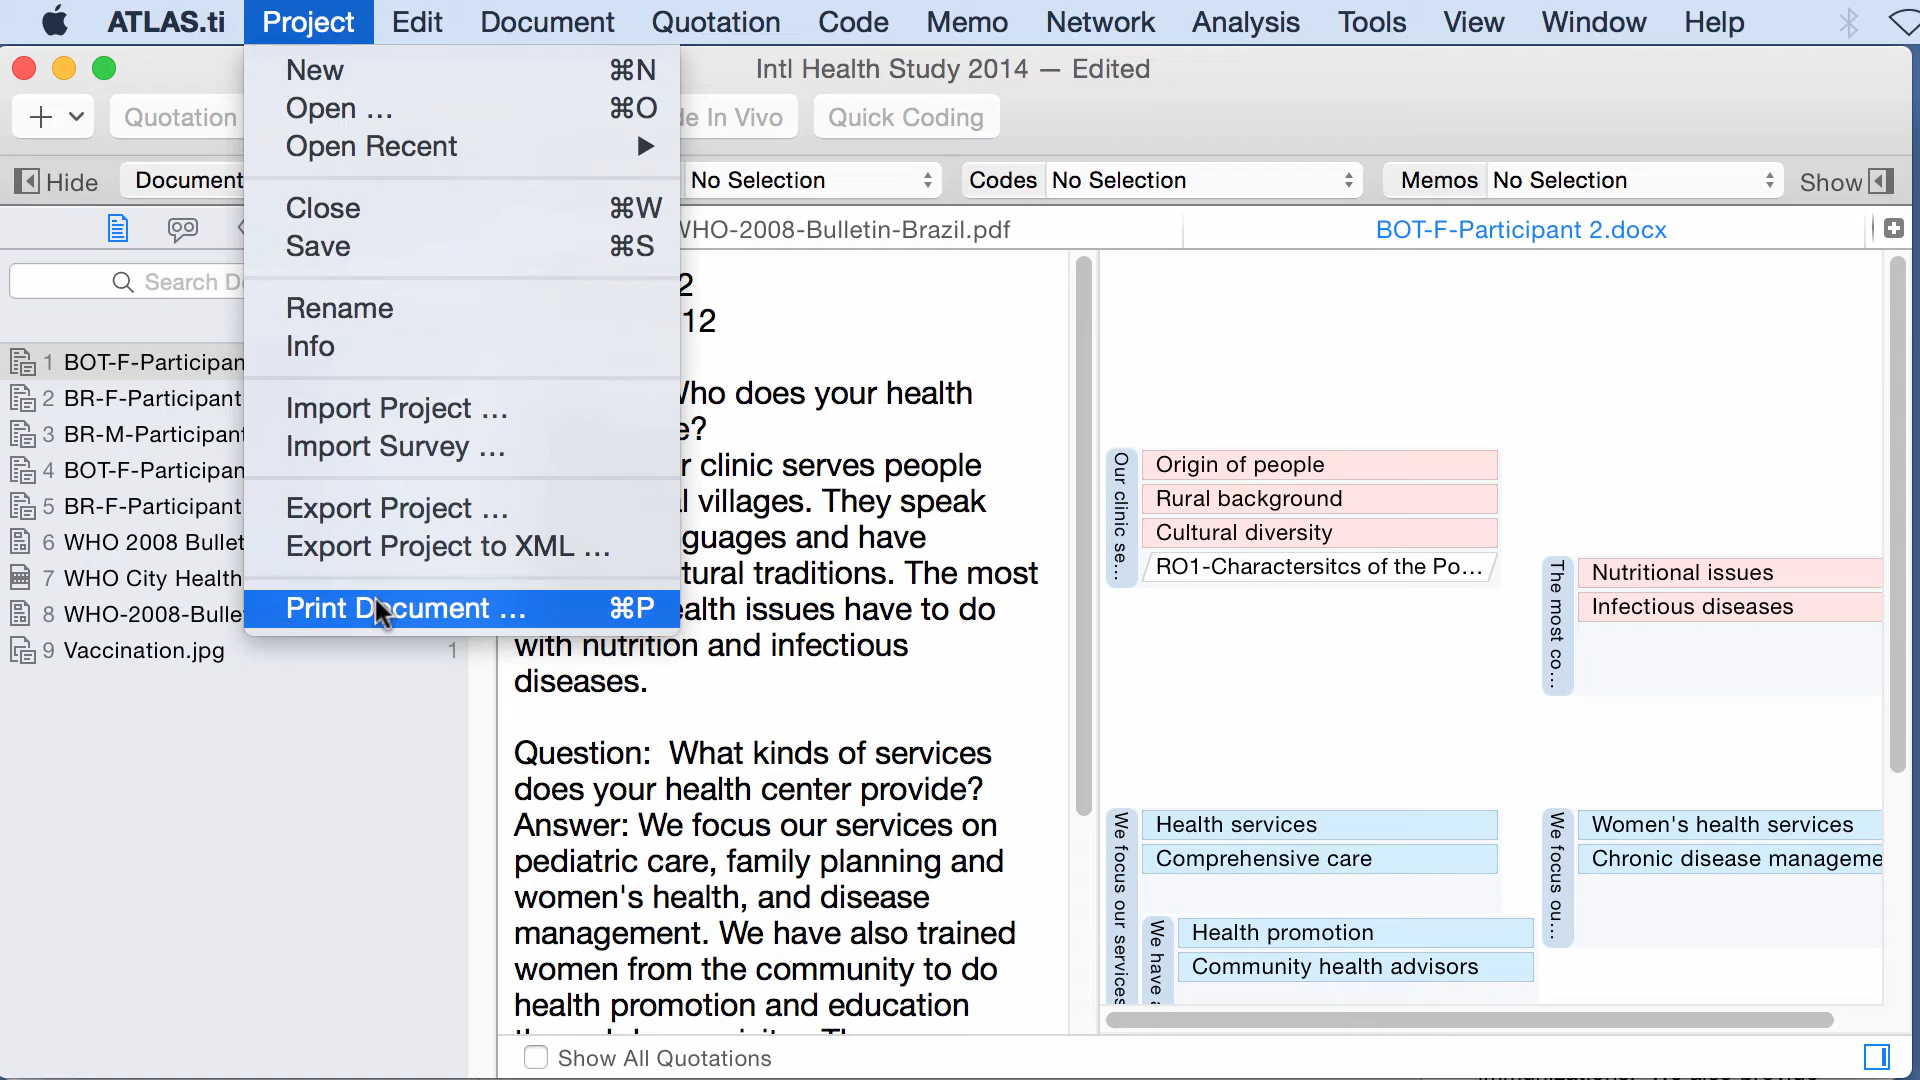 ATLAS.ti Project Edit Document Quotation Code Memo Network Analysis Tools View Window Help
Intl Health Study 2014 — Edited
Quotation
de In Vivo
Quick Coding
Hide
Document
No Selection
Codes No Selection
Memos No Selection
Show
New ⌘N
Open ... ⌘O
Open Recent
Close ⌘W
Save ⌘S
Rename
Info
Import Project ...
Import Survey ...
Export Project ...
Export Project to XML ...
Print Document ... ⌘P
WHO-2008-Bulletin-Brazil.pdf
BOT-F-Participant 2.docx
Search D
1 BOT-F-Participan
2 BR-F-Participant
3 BR-M-Participant
4 BOT-F-Participan
5 BR-F-Participant
6 WHO 2008 Bullet
7 WHO City Health
8 WHO-2008-Bulle
9 Vaccination.jpg 1
2
12
Who does your health
e?
r clinic serves people
l villages. They speak
guages and have
tural traditions. The most
ealth issues have to do
with nutrition and infectious
diseases.
Question: What kinds of services
does your health center provide?
Answer: We focus our services on
pediatric care, family planning and
women's health, and disease
management. We have also trained
women from the community to do
health promotion and education
Our clinic se...
Origin of people
Rural background
Cultural diversity
RO1-Charactersitcs of the Po...
The most co...
Nutritional issues
Infectious diseases
We focus our services
Health services
Comprehensive care
We focus ou...
Women's health services
Chronic disease manageme
We have a
Health promotion
Community health advisors
Show All Quotations